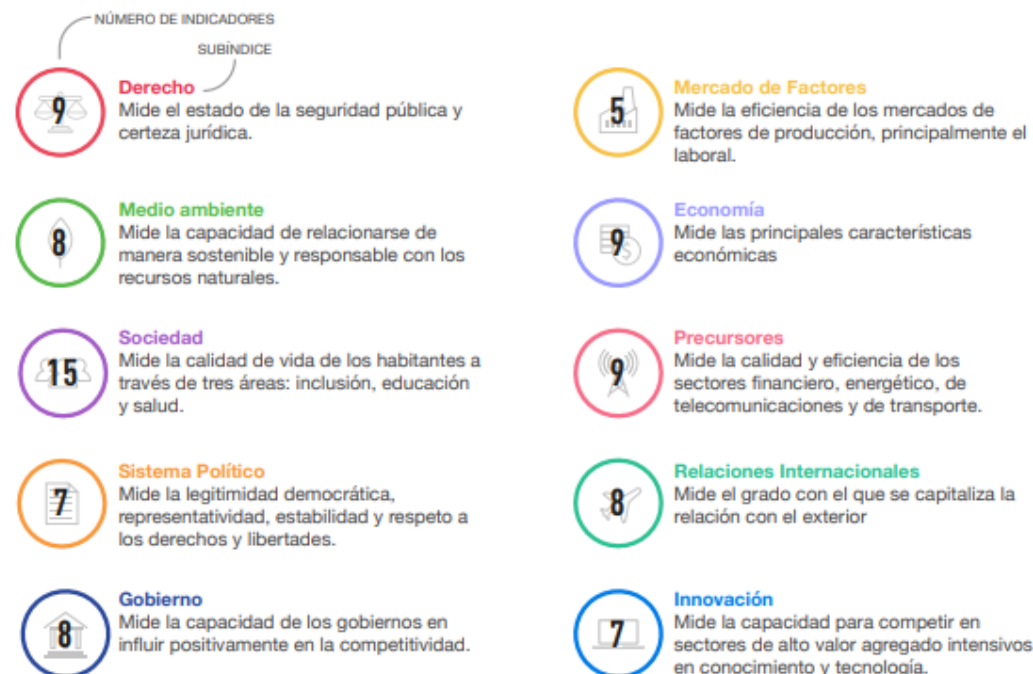 NÚMERO DE INDICADORES
SUBÍNDICE
9
Derecho
Mide el estado de la seguridad pública y
certeza jurídica.
8
Medio ambiente
Mide la capacidad de relacionarse de
manera sostenible y responsable con los
recursos naturales.
15
Sociedad
Mide la calidad de vida de los habitantes a
través de tres áreas: inclusión, educación
y salud.
7
Sistema Político
Mide la legitimidad democrática,
representatividad, estabilidad y respeto a
los derechos y libertades.
8
Gobierno
Mide la capacidad de los gobiernos en
influir positivamente en la competitividad.
5
Mercado de Factores
Mide la eficiencia de los mercados de
factores de producción, principalmente el
laboral.
9
Economía
Mide las principales características
económicas
9
Precursores
Mide la calidad y eficiencia de los
sectores financiero, energético, de
telecomunicaciones y de transporte.
8
Relaciones Internacionales
Mide el grado con el que se capitaliza la
relación con el exterior
7
Innovación
Mide la capacidad para competir en
sectores de alto valor agregado intensivos
en conocimiento y tecnología.